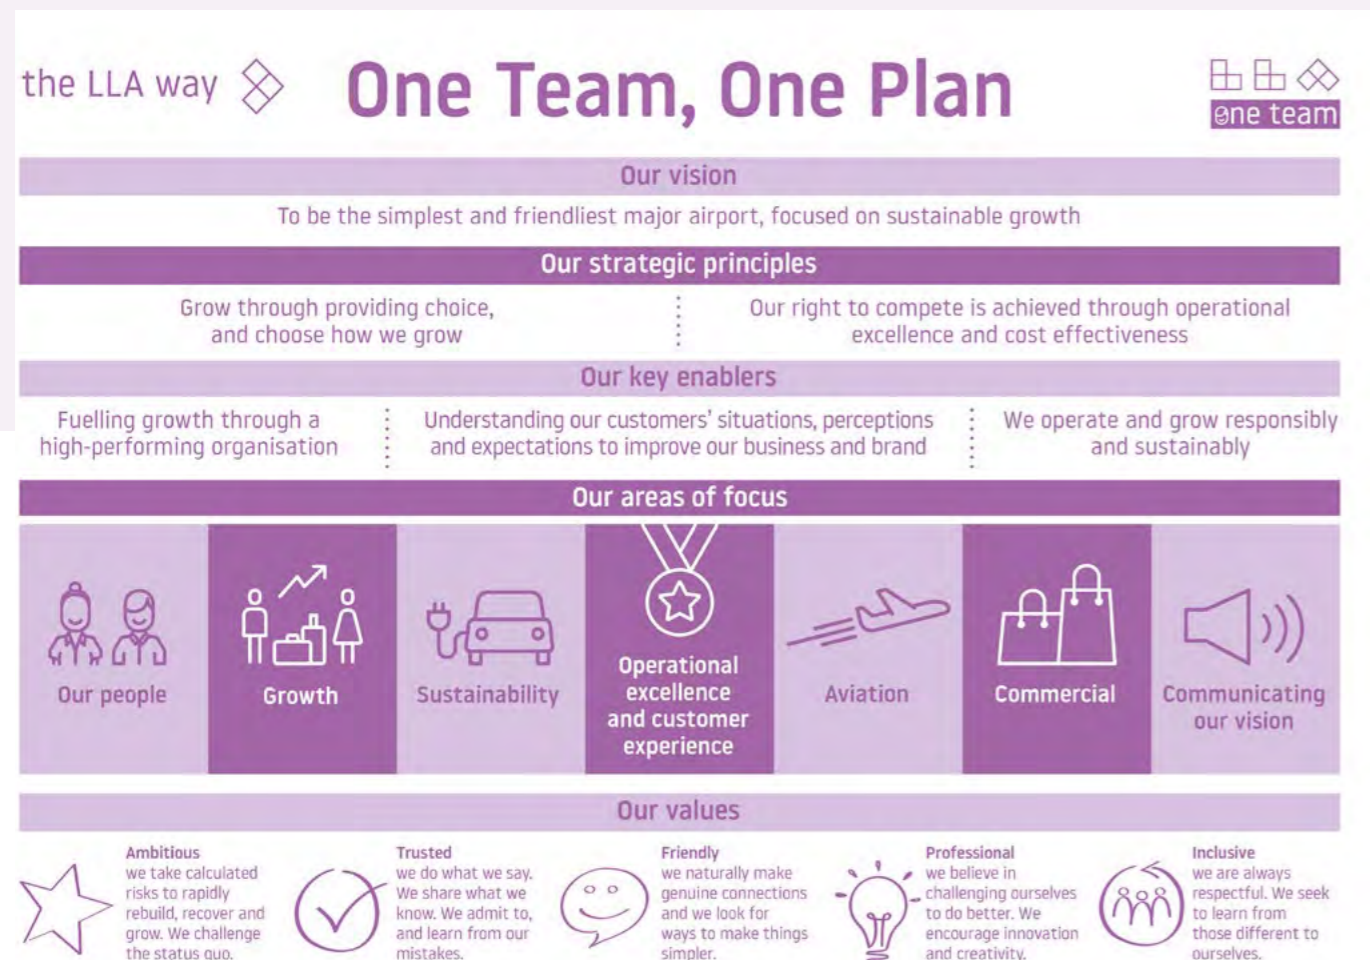 the LLA way
One Team, One Plan
LLA
one team
Our vision
To be the simplest and friendliest major airport, focused on sustainable growth
Our strategic principles
Grow through providing choice,
and choose how we grow
Our right to compete is achieved through operational
excellence and cost effectiveness
Our key enablers
Fuelling growth through a
high-performing organisation
Understanding our customers' situations, perceptions
and expectations to improve our business and brand
We operate and grow responsibly
and sustainably
Our areas of focus
Our people
Growth
Sustainability
Operational
excellence
and customer
experience
Aviation
Commercial
Communicating
our vision
Our values
Ambitious
we take calculated
risks to rapidly
rebuild, recover and
grow. We challenge
the status quo.
Trusted
we do what we say.
We share what we
know. We admit to,
and learn from our
mistakes.
Friendly
we naturally make
genuine connections
and we look for
ways to make things
simpler.
Professional
we believe in
challenging ourselves
to do better. We
encourage innovation
and creativity.
Inclusive
we are always
respectful. We seek
to learn from
those different to
ourselves.